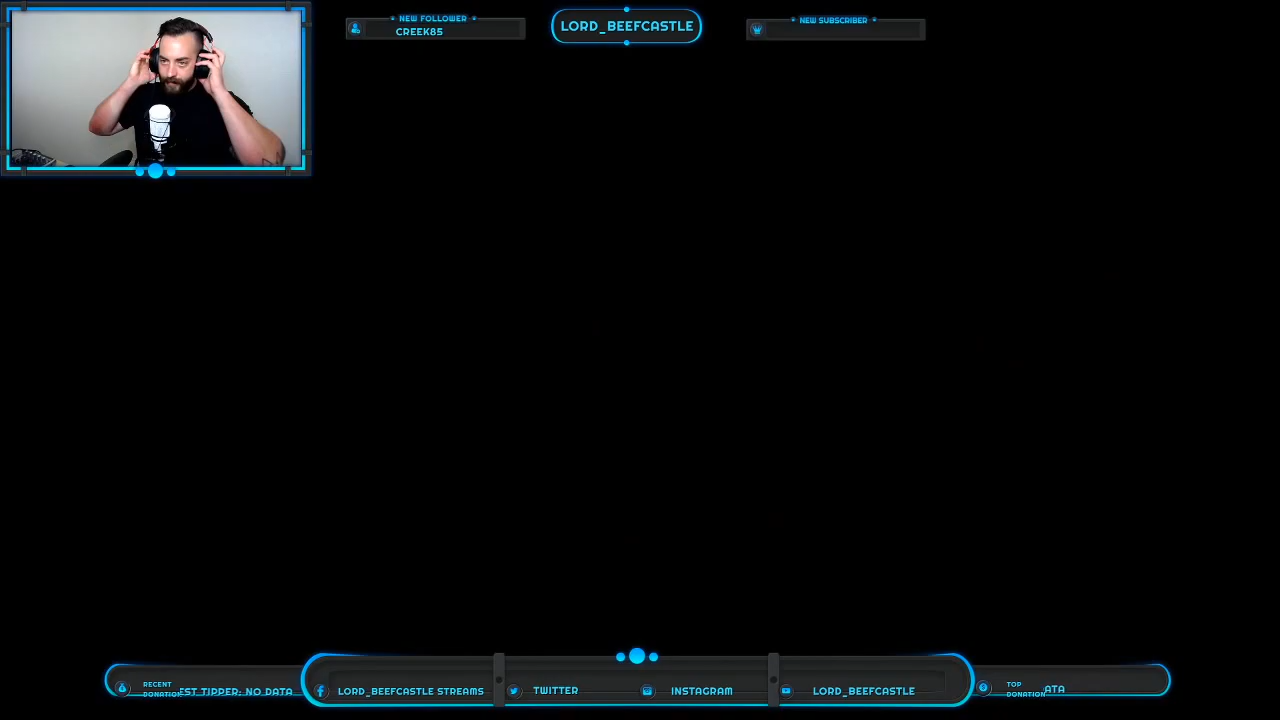 NEW FOLLOWER
CREEK85
LORD_BEEFCASTLE
NEW SUBSCRIBER
RECENT
DONATION
EST TIPPER: NO DATA
LORD_BEEFCASTLE STREAMS
TWITTER
INSTAGRAM
LORD_BEEFCASTLE
TOP
DONATION
ATA